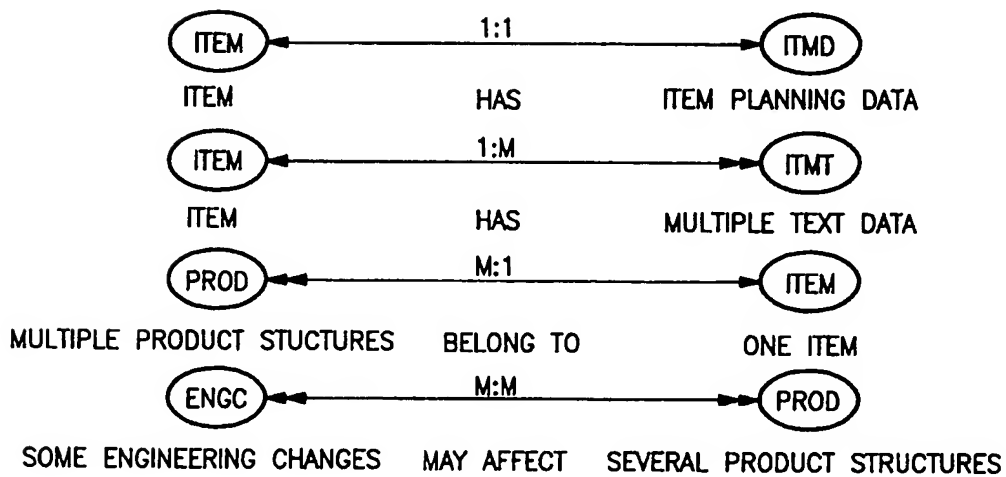 ITEM 1:1 ITMD
ITEM HAS ITEM PLANNING DATA
ITEM 1:M ITMT
ITEM HAS MULTIPLE TEXT DATA
PROD M:1 ITEM
MULTIPLE PRODUCT STUCTURES BELONG TO ONE ITEM
ENGC M:M PROD
SOME ENGINEERING CHANGES MAY AFFECT SEVERAL PRODUCT STRUCTURES